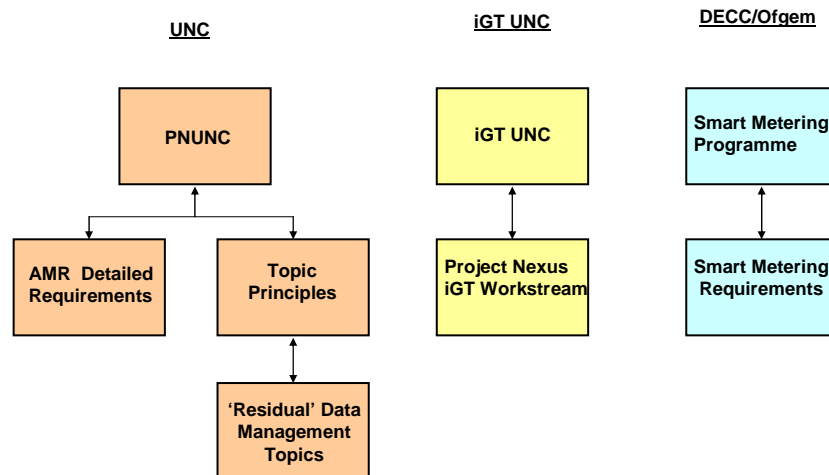 UNC
iGT UNC
DECC/Ofgem
PNUNC
iGT UNC
Smart Metering
Programme
AMR Detailed
Requirements
Topic
Principles
Project Nexus
iGT Workstream
Smart Metering
Requirements
‘Residual’ Data
Management
Topics